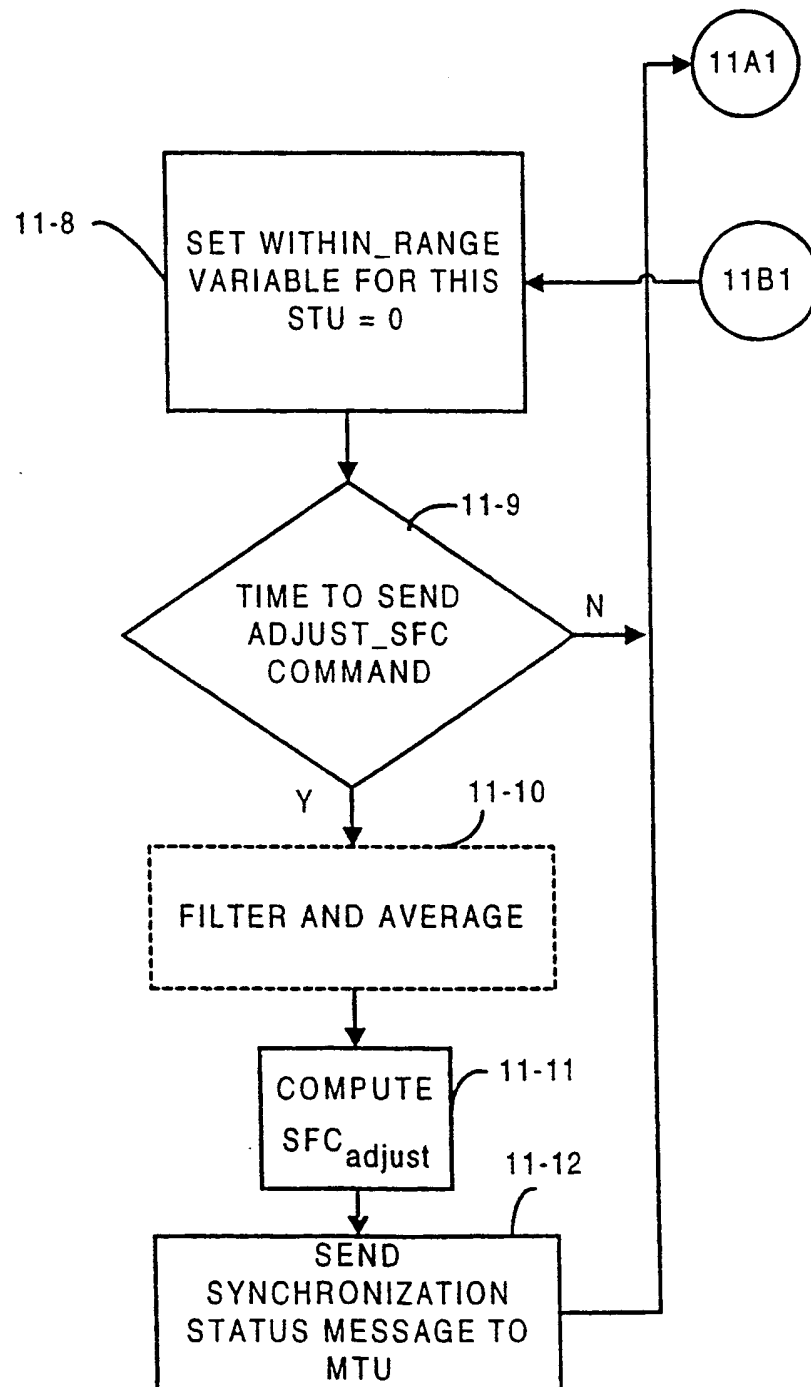 11A1
11-8
SET WITHIN_RANGE
VARIABLE FOR THIS
STU = 0
11B1
11-9
TIME TO SEND
ADJUST_SFC
COMMAND
N
Y
11-10
FILTER AND AVERAGE
COMPUTE
SFCadjust
11-11
11-12
SEND
SYNCHRONIZATION
STATUS MESSAGE TO
MTU